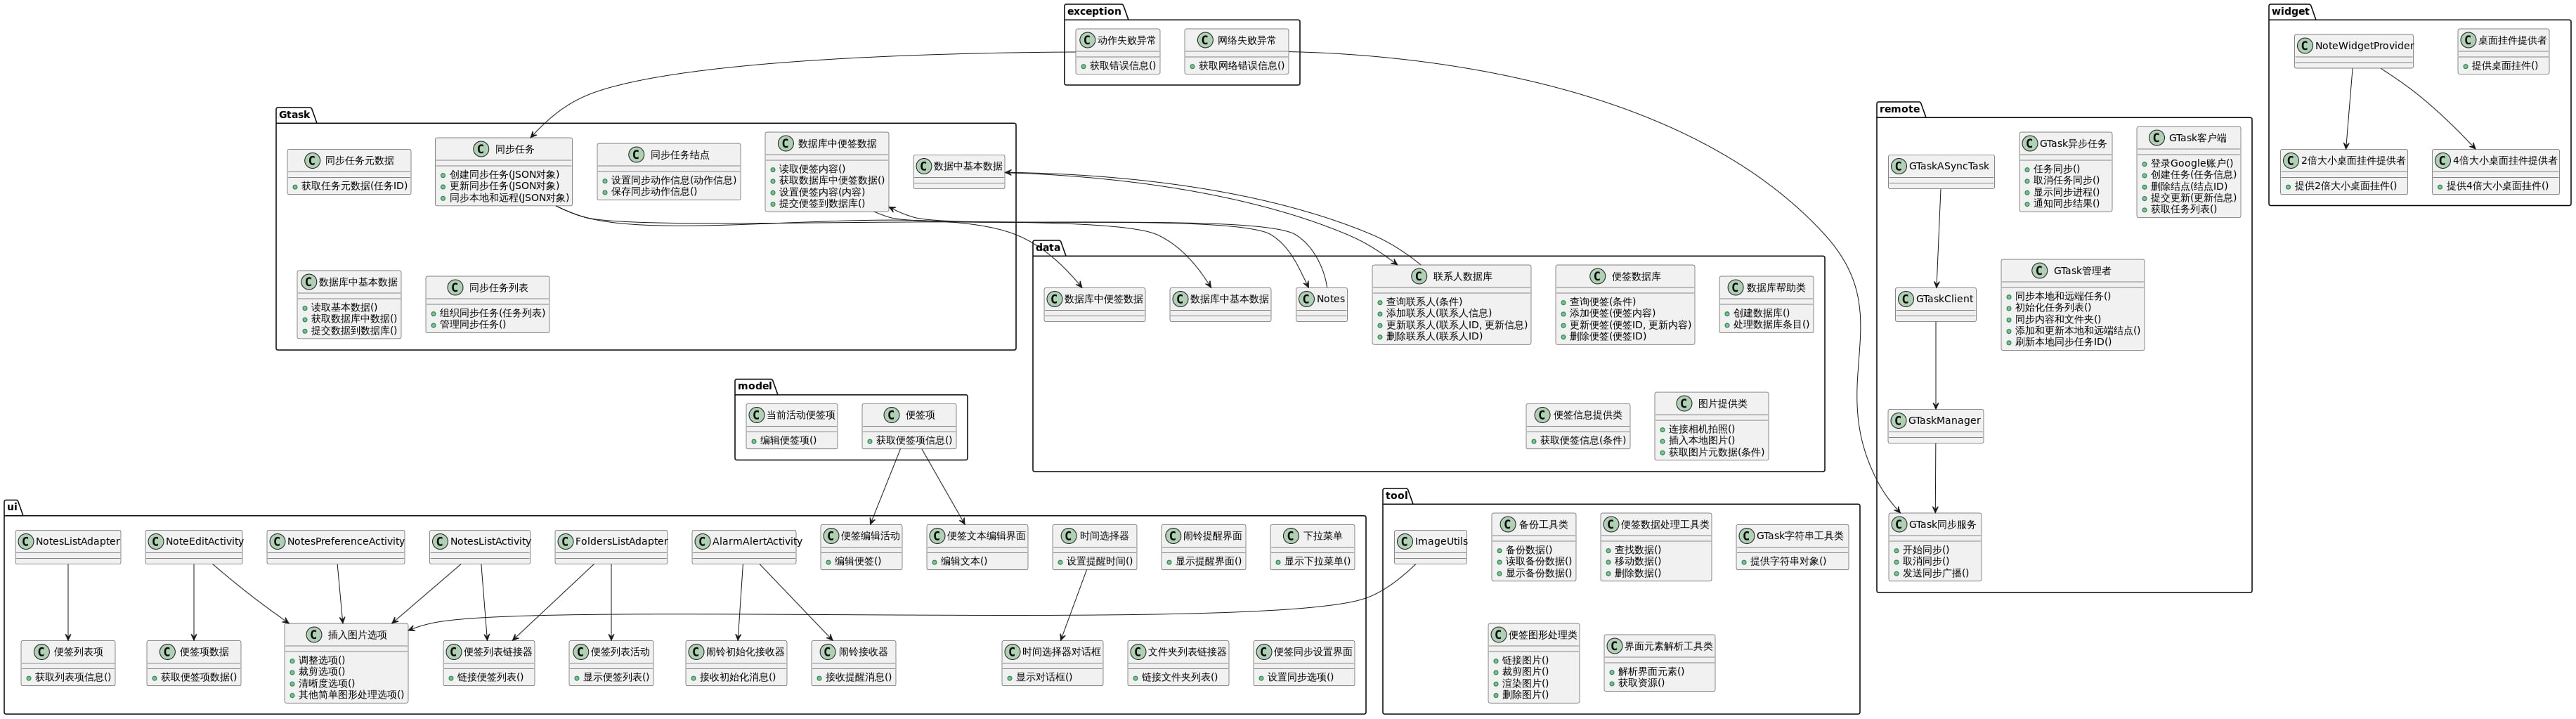 exception
动作失败异常
获取错误信息()
网络失败异常
获取网络错误信息()
widget
NoteWidgetProvider
桌面挂件提供者
提供桌面挂件()
2倍大小桌面挂件提供者
提供2倍大小桌面挂件()
4倍大小桌面挂件提供者
提供4倍大小桌面挂件()
Gtask
同步任务元数据
获取任务元数据(任务ID)
同步任务
创建同步任务(JSON对象)
更新同步任务(JSON对象)
同步本地和远程(JSON对象)
同步任务结点
设置同步动作信息(动作信息)
保存同步动作信息()
数据库中便签数据
读取便签内容()
获取数据库中便签数据()
设置便签内容(内容)
提交便签到数据库()
数据中基本数据
数据库中基本数据
读取基本数据()
获取数据库中数据()
提交数据到数据库()
同步任务列表
组织同步任务(任务列表)
管理同步任务()
remote
GTaskASyncTask
GTask异步任务
任务同步()
取消任务同步()
显示同步进程()
通知同步结果()
GTask客户端
登录Google账户()
创建任务(任务信息)
删除结点(结点ID)
提交更新(更新信息)
获取任务列表()
GTaskClient
GTask管理者
同步本地和远端任务()
初始化任务列表()
同步内容和文件夹()
添加和更新本地和远端结点()
刷新本地同步任务ID()
GTaskManager
GTask同步服务
开始同步()
取消同步()
发送同步广播()
data
数据库中便签数据
数据库中基本数据
Notes
联系人数据库
查询联系人(条件)
添加联系人(联系人信息)
更新联系人(联系人ID, 更新信息)
删除联系人(联系人ID)
便签数据库
查询便签(条件)
添加便签(便签内容)
更新便签(便签ID, 更新内容)
删除便签(便签ID)
数据库帮助类
创建数据库()
处理数据库条目()
便签信息提供类
获取便签信息(条件)
图片提供类
连接相机拍照()
插入本地图片()
获取图片元数据(条件)
model
当前活动便签项
编辑便签项()
便签项
获取便签项信息()
ui
NotesListAdapter
NoteEditActivity
NotesPreferenceActivity
NotesListActivity
FoldersListAdapter
AlarmAlertActivity
便签编辑活动
编辑便签()
便签文本编辑界面
编辑文本()
时间选择器
设置提醒时间()
闹铃提醒界面
显示提醒界面()
下拉菜单
显示下拉菜单()
便签列表项
获取列表项信息()
便签项数据
获取便签项数据()
插入图片选项
调整选项()
裁剪选项()
清晰度选项()
其他简单图形处理选项()
便签列表链接器
链接便签列表()
便签列表活动
显示便签列表()
闹铃初始化接收器
接收初始化消息()
闹铃接收器
接收提醒消息()
时间选择器对话框
显示对话框()
文件夹列表链接器
链接文件夹列表()
便签同步设置界面
设置同步选项()
tool
ImageUtils
备份工具类
备份数据()
读取备份数据()
显示备份数据()
便签数据处理工具类
查找数据()
移动数据()
删除数据()
GTask字符串工具类
提供字符串对象()
便签图形处理类
链接图片()
裁剪图片()
渲染图片()
删除图片()
界面元素解析工具类
解析界面元素()
获取资源()